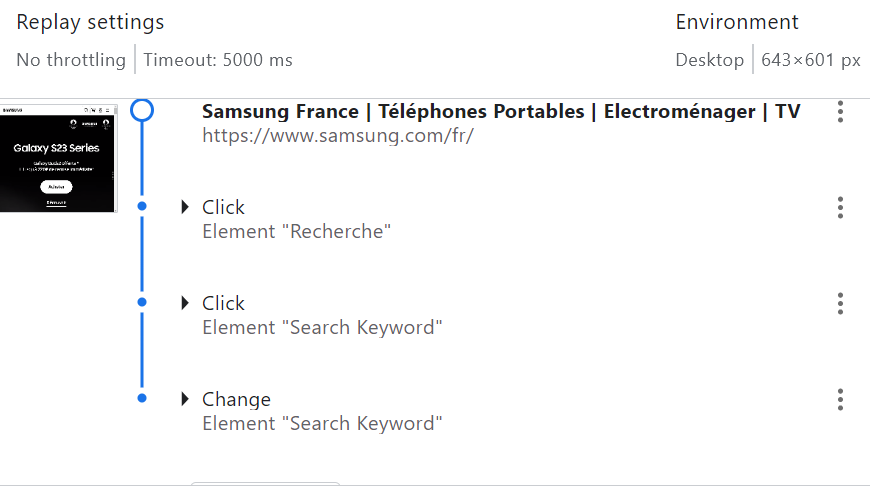 Replay settings
Environment
No throttling
Timeout: 5000 ms
Desktop
643×601 px
SAMSUNG
Samsung France | Téléphones Portables | Electroménager | TV
https://www.samsung.com/fr/
Galaxy S23 Series
Acheter
Click
Element "Recherche"
Click
Element "Search Keyword"
Change
Element "Search Keyword"